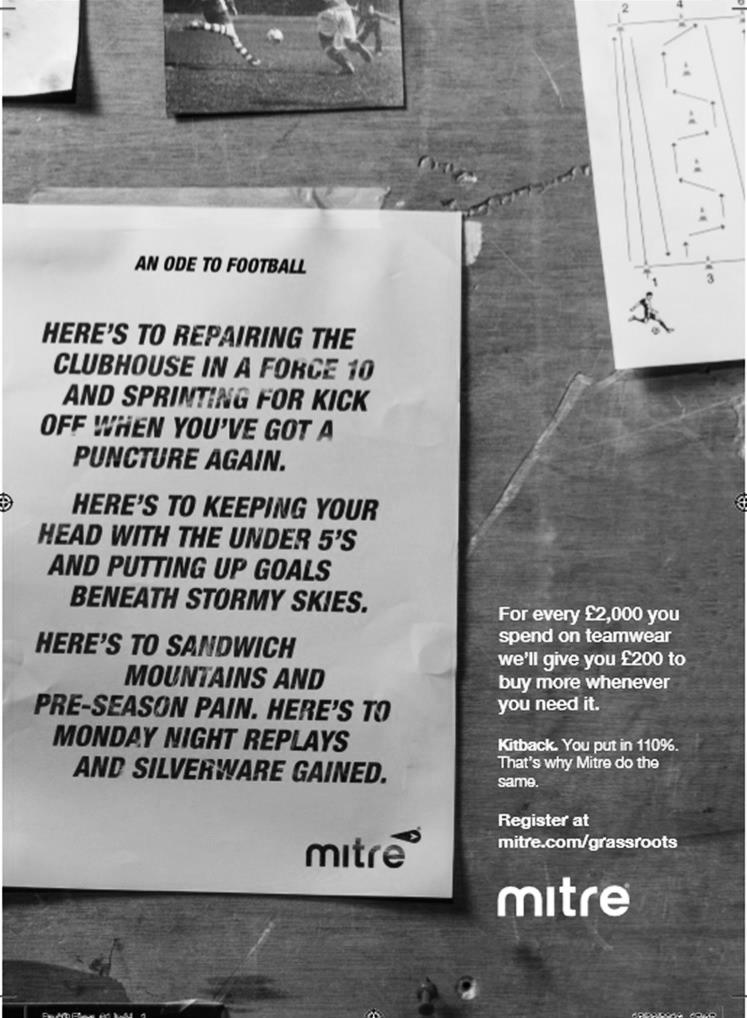 2
4
1
3
AN ODE TO FOOTBALL
HERE'S TO REPAIRING THE
CLUBHOUSE IN A FORCE 10
AND SPRINTING FOR KICK
OFF WHEN YOU'VE GOT A
PUNCTURE AGAIN.
HERE'S TO KEEPING YOUR
HEAD WITH THE UNDER 5'S
AND PUTTING UP GOALS
BENEATH STORMY SKIES.
HERE'S TO SANDWICH
MOUNTAINS AND
PRE-SEASON PAIN. HERE'S TO
MONDAY NIGHT REPLAYS
AND SILVERWARE GAINED.
mitre
For every £2,000 you
spend on teamwear
we'll give you £200 to
buy more whenever
you need it.
Kitback. You put in 110%.
That's why Mitre do the
same.
Register at
mitre.com/grassroots
mitre